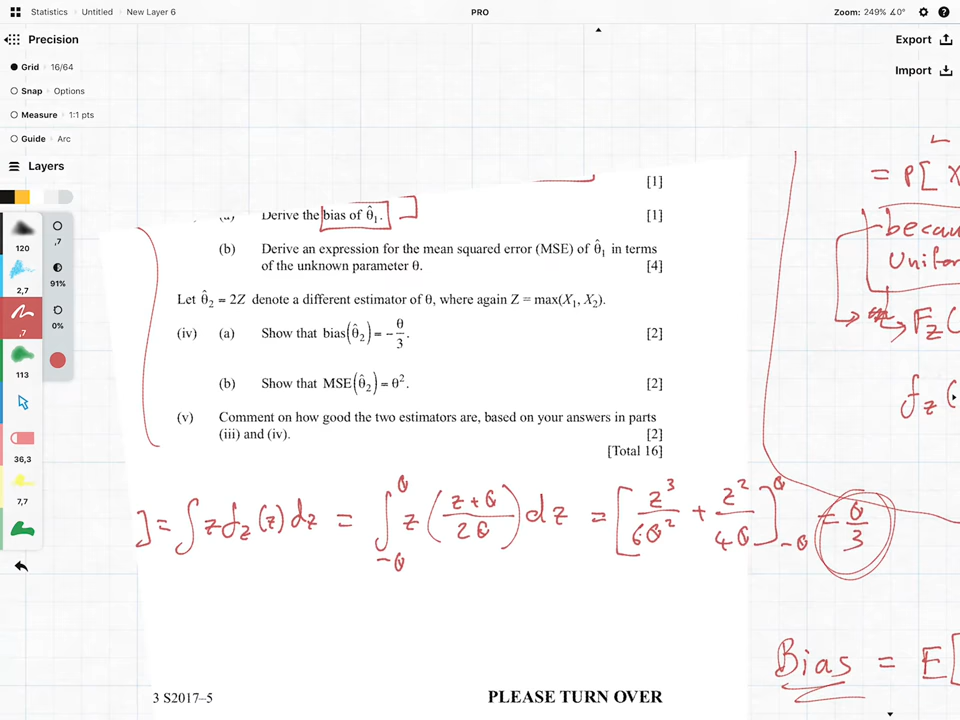 Statistics Untitled New Layer 6
PRO
Zoom: 249% ∡0°
Precision
Export
Import
Grid 16/64
Snap Options
Measure 1:1 pts
Guide Arc
Layers
120
2,7
,7
113
36,3
7,7
,7
91%
0%
[1]
Derive the bias of θ̂₁. [1]
(b) Derive an expression for the mean squared error (MSE) of θ̂₁ in terms
of the unknown parameter θ. [4]
Let θ̂₂ = 2Z denote a different estimator of θ, where again Z = max(X₁, X₂).
(iv) (a) Show that bias(θ̂₂) = −θ/3. [2]
(b) Show that MSE(θ̂₂) = θ². [2]
(v) Comment on how good the two estimators are, based on your answers in parts
(iii) and (iv). [2]
[Total 16]
] = ∫ z f_z(z) dz = ∫_{-θ}^{θ} z ((z+θ)/2θ) dz = [z³/6θ² + z²/4θ]_{-θ}^{θ} = θ/3
= P[ X
becau
Unifor
F_z(
f_z(
Bias = E[
3 S2017–5
PLEASE TURN OVER